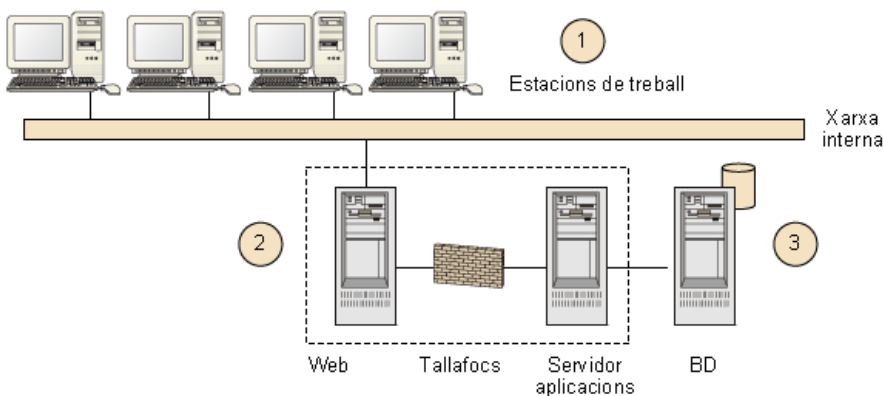 1
Estacions de treball
Xarxa
interna
2
3
Web
Tallafocs
Servidor
aplicacions
BD